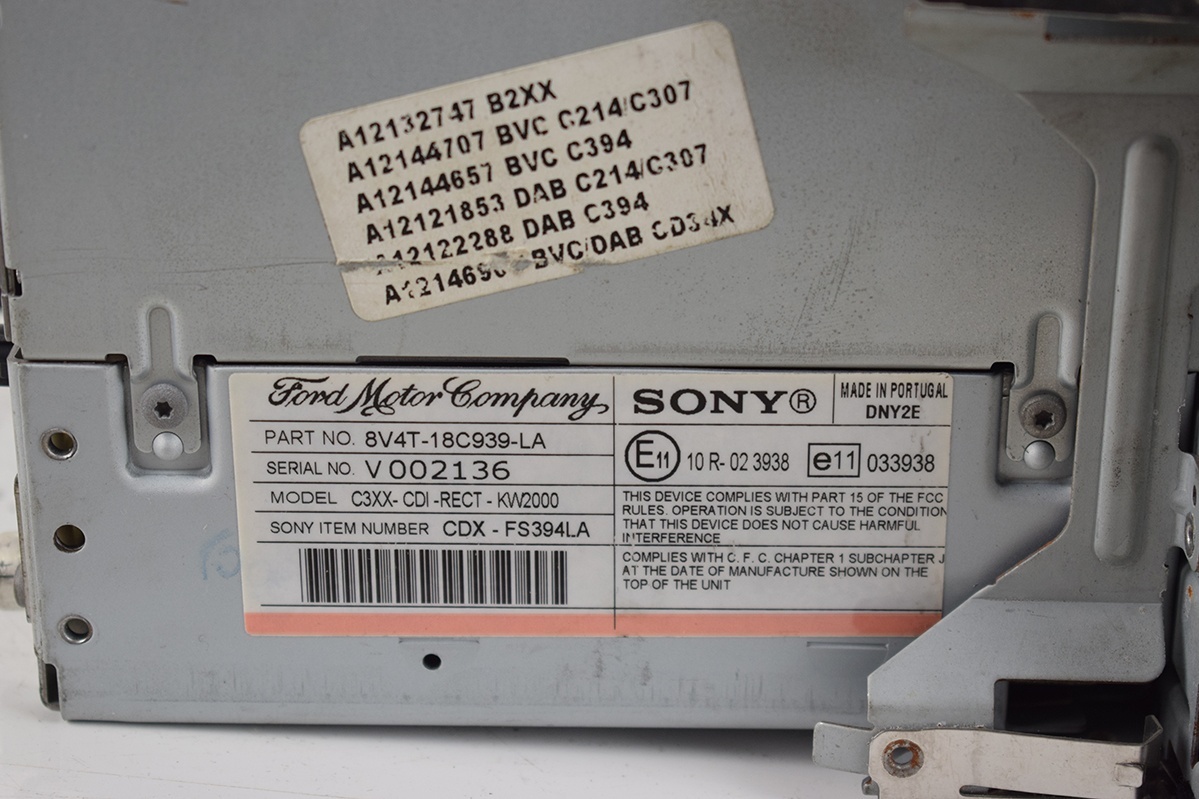 A12132747 B2XX
A12144707 BVC C214/C307
A12144657 BVC C394
A12121853 DAB C214/C307
A12122288 DAB C394
BVC/DAB CD34X
Ford Motor Company
SONY®
MADE IN PORTUGAL
DNY2E
PART NO. 8V4T-18C939-LA
SERIAL NO. V002136
MODEL C3XX-CDI-RECT-KW2000
SONY ITEM NUMBER CDX-FS394LA
E11 10 R-02 3938 e11 033938
THIS DEVICE COMPLIES WITH PART 15 OF THE FCC
RULES. OPERATION IS SUBJECT TO THE CONDITION
THAT THIS DEVICE DOES NOT CAUSE HARMFUL
INTERFERENCE
COMPLIES WITH C. F. C. CHAPTER 1 SUBCHAPTER J
AT THE DATE OF MANUFACTURE SHOWN ON THE
TOP OF THE UNIT